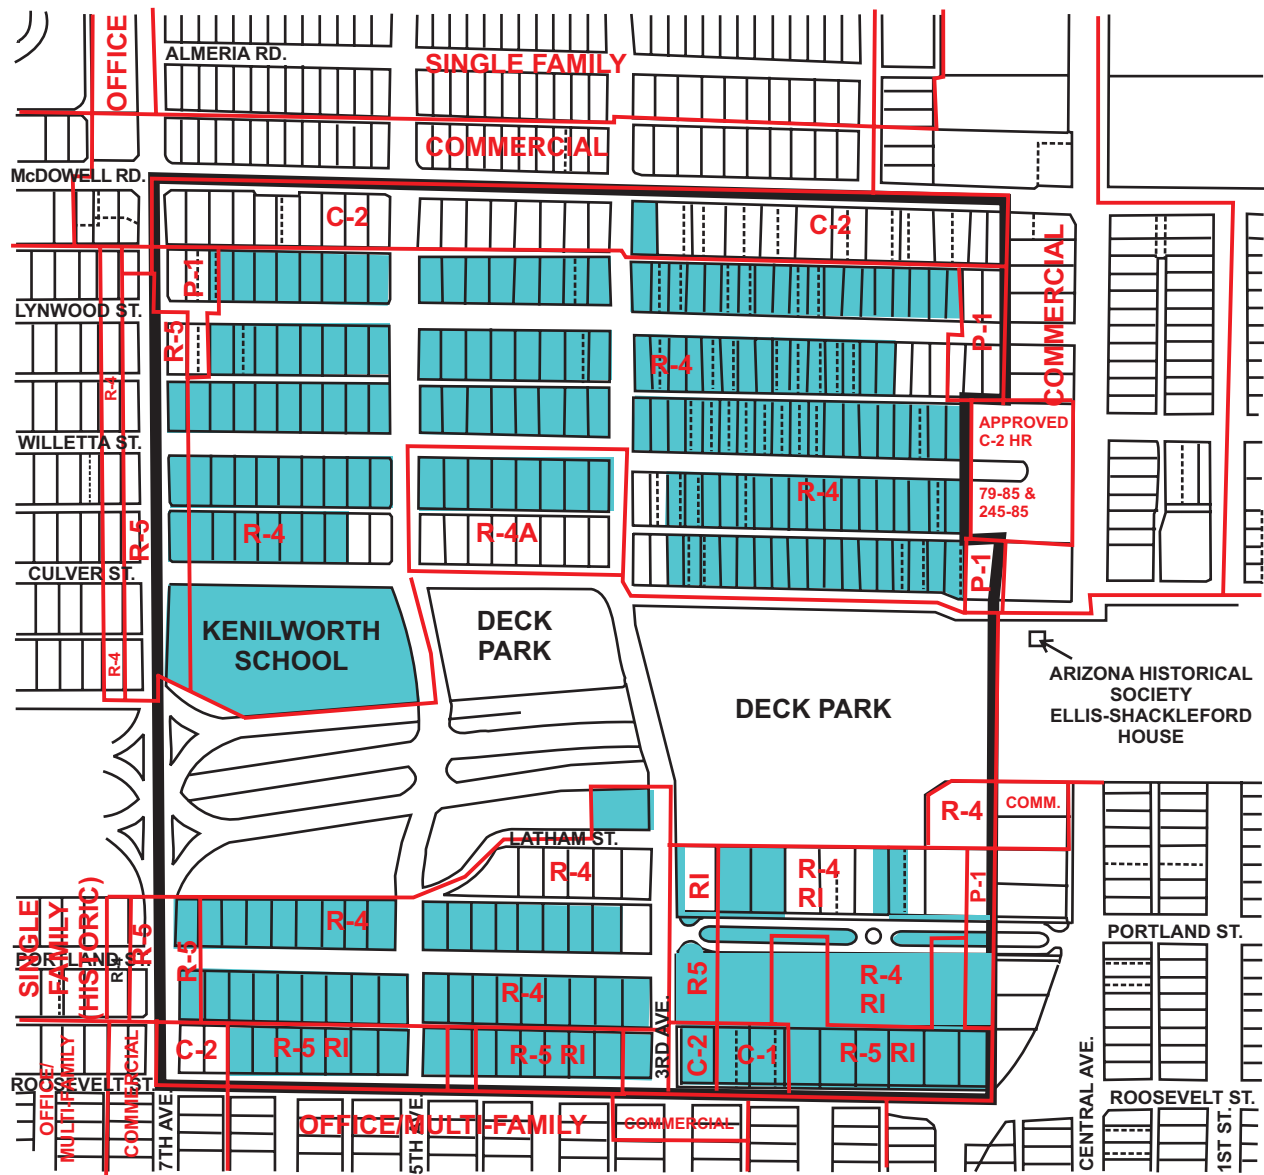 OFFICE
ALMERIA RD.
SINGLE FAMILY
COMMERCIAL
McDOWELL RD.
C-2
C-2
P-1
COMMERCIAL
LYNWOOD ST.
R-5
R-4
P-1
R-4
APPROVED
C-2 HR
WILLETTA ST.
79-85 &
245-85
R-4
R-5
R-4
R-4A
CULVER ST.
P-1
KENILWORTH
SCHOOL
DECK
PARK
R-4
ARIZONA HISTORICAL
SOCIETY
ELLIS-SHACKLEFORD
HOUSE
DECK PARK
R-4
COMM.
LATHAM ST.
R-4
RI
R-4
RI
P-1
SINGLE
FAMILY
(HISTORIC)
R-5
R-4
PORTLAND ST.
PORTLAND S.
R-4
R-5
R-4
R5
R-4
RI
3RD AVE.
C-2
R-5 RI
R-5 RI
C-2
C-1
R-5 RI
OFFICE/
MULTI-FAMILY
COMMERCIAL
ROOSEVELT ST.
7TH AVE.
5TH AVE.
OFFICE/MULTI-FAMILY
COMMERCIAL
CENTRAL AVE.
ROOSEVELT ST.
1ST ST.